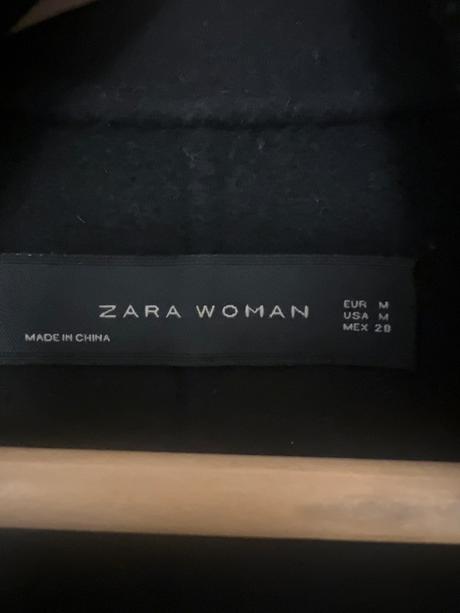 ZARA WOMAN
EUR M
USA M
MEX 28
MADE IN CHINA